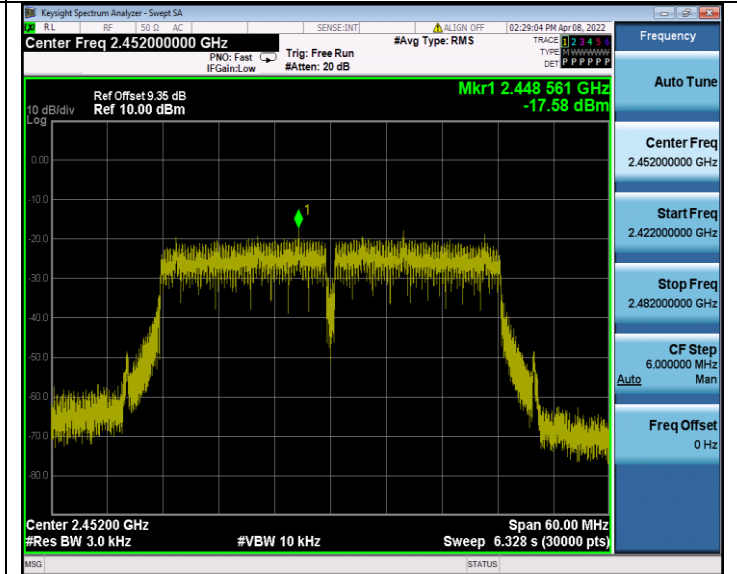 Keysight Spectrum Analyzer - Swept SA
RL RF 50 Ω AC SENSE:INT ALIGN OFF 02:29:04 PM Apr 08, 2022
Center Freq 2.452000000 GHz
PNO: Fast
IFGain:Low
Trig: Free Run
#Atten: 20 dB
#Avg Type: RMS
TRACE 1 2 3 4 5 6
TYPE M WWWWW
DET P P P P P P
Frequency
Auto Tune
Center Freq
2.452000000 GHz
Start Freq
2.422000000 GHz
Stop Freq
2.482000000 GHz
CF Step
6.000000 MHz
Auto Man
Freq Offset
0 Hz
Mkr1 2.448 561 GHz
-17.58 dBm
Ref Offset 9.35 dB
10 dB/div Ref 10.00 dBm
Log
0.00
1
-10.0
-20.0
-30.0
-40.0
-50.0
-60.0
-70.0
-80.0
Center 2.45200 GHz Span 60.00 MHz
#Res BW 3.0 kHz #VBW 10 kHz Sweep 6.328 s (30000 pts)
MSG STATUS